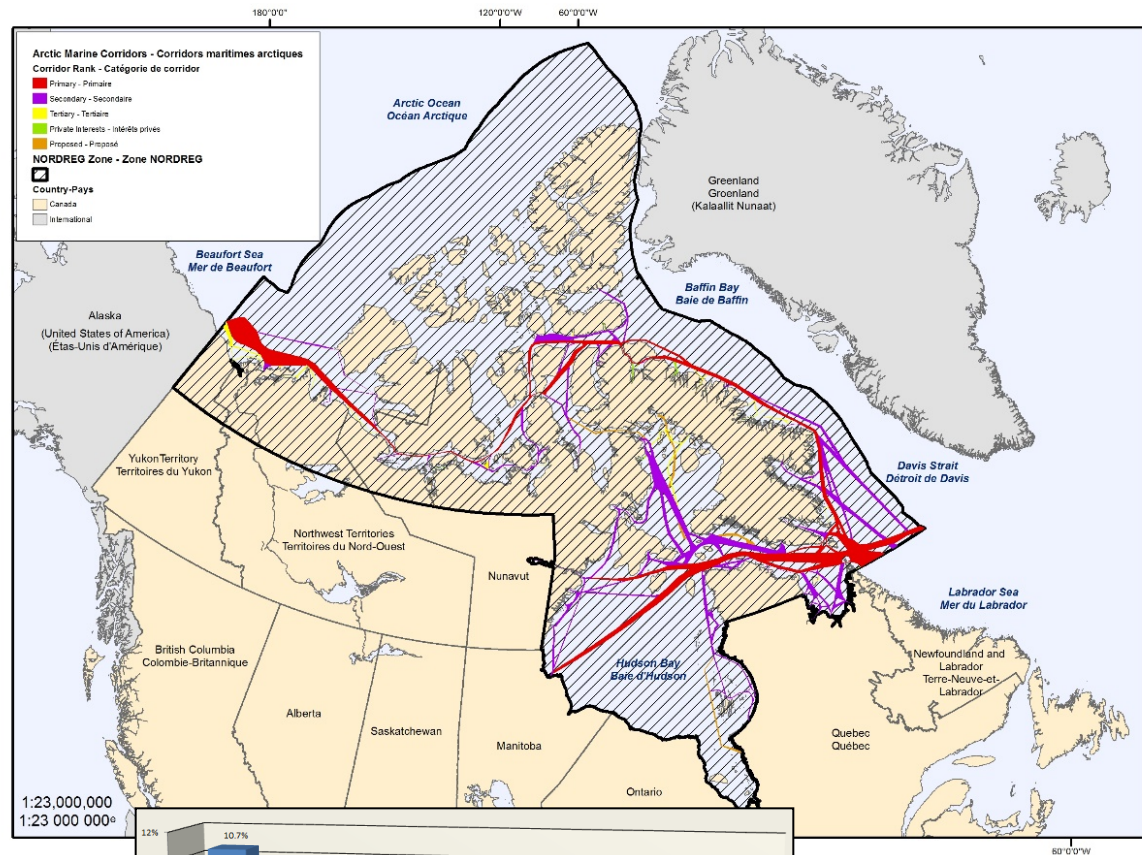 180°0'0"W
120°0'0"W
60°0'0"W
Arctic Marine Corridors - Corridors maritimes arctiques
Corridor Rank - Catégorie de corridor
Primary - Primaire
Secondary - Secondaire
Tertiary - Tertiaire
Private Interests - Intérêts privés
Proposed - Proposé
NORDREG Zone - Zone NORDREG
Country-Pays
Canada
International
Arctic Ocean
Océan Arctique
Greenland
Groonland
(Kalaallit Nunaat)
Beaufort Sea
Mer de Beaufort
Baffin Bay
Baie de Baffin
Alaska
(United States of America)
(Étas-Unis d'Amérique)
Davis Strait
Détroit de Davis
Yukon Territory
Territoires du Yukon
Northwest Territories
Territoires du Nord-Ouest
Nunavut
Labrador Sea
Mer du Labrador
British Columbia
Colombie-Britannique
Hudson Bay
Baie d'Hudson
Newfoundland and
Labrador
Terre-Neuve-et-
Labrador
Alberta
Saskatchewan
Manitoba
Quebec
Québec
Ontario
1:23,000,000
1:23 000 000
12%
10.7%
60°0'0"W